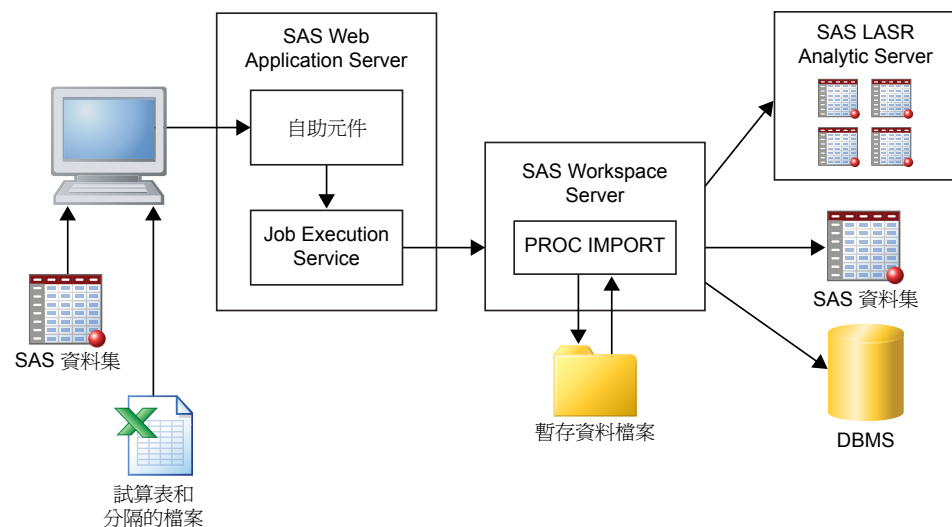 SAS Web
Application Server
自助元件
Job Execution
Service
SAS Workspace
Server
PROC IMPORT
暫存資料檔案
SAS LASR
Analytic Server
SAS 資料集
DBMS
SAS 資料集
試算表和
分隔的檔案